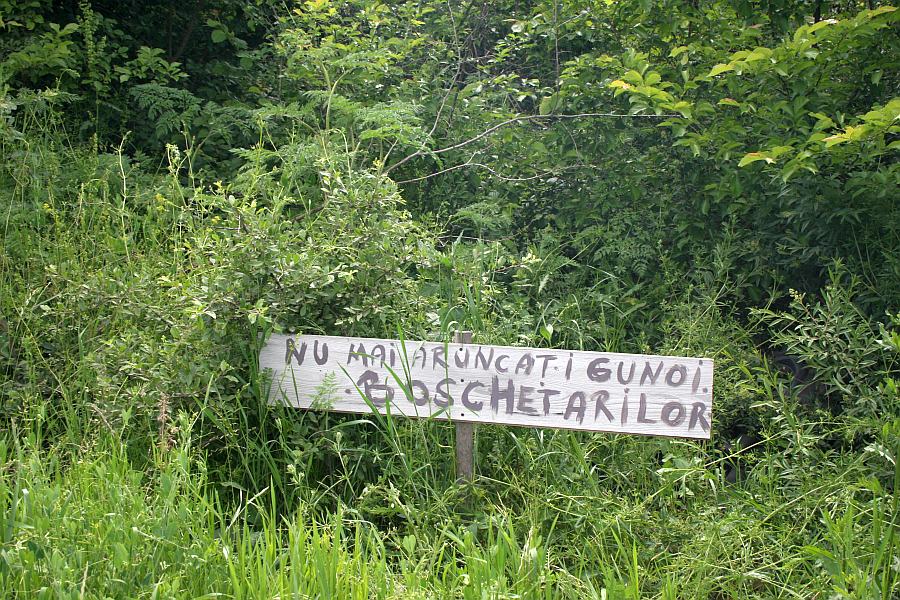 NU MAI ARUNCAT.I GUNOI.
BOSCHETARILOR